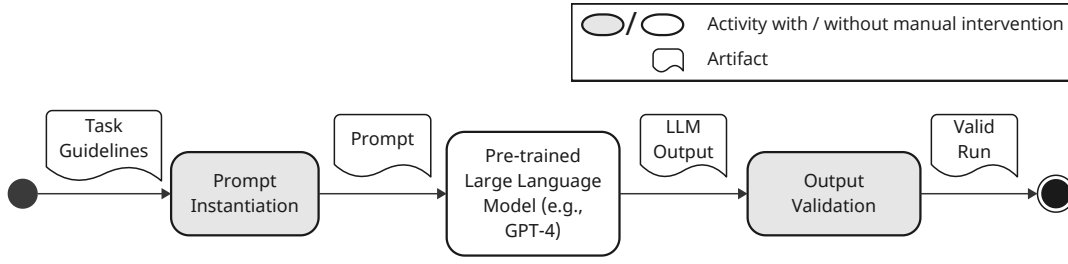 /
Activity with / without manual intervention
Artifact
Task
Guidelines
Prompt
Instantiation
Prompt
Pre-trained
Large Language
Model (e.g.,
GPT-4)
LLM
Output
Output
Validation
Valid
Run